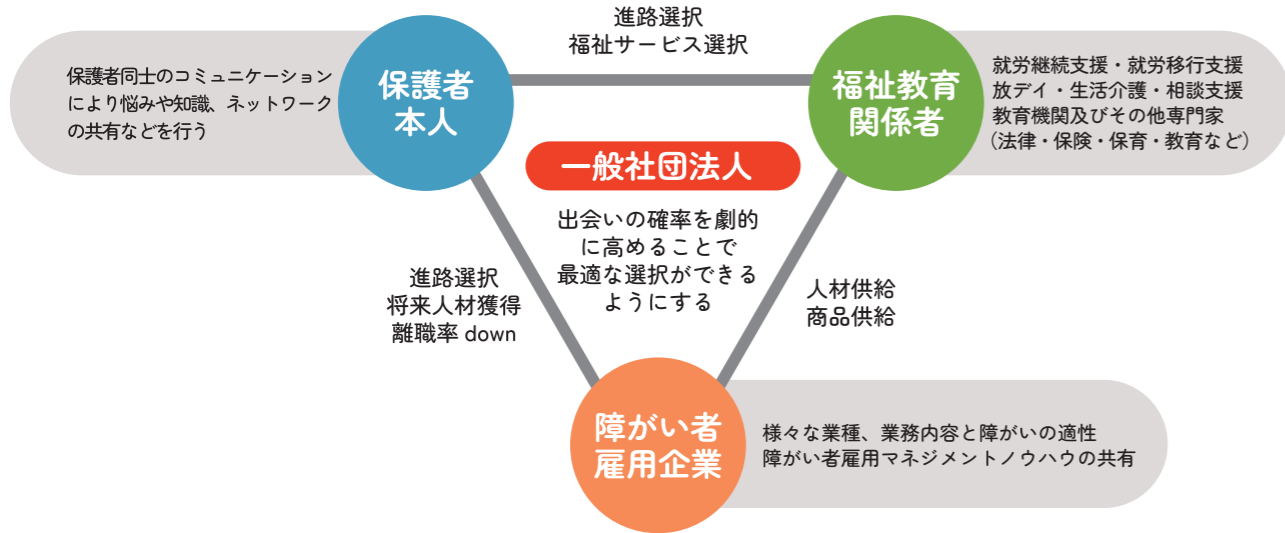 進路選択
福祉サービス選択
保護者同士のコミュニケーション
により悩みや知識、ネットワーク
の共有などを行う
保護者
本人
福祉教育
関係者
就労継続支援・就労移行支援
放デイ・生活介護・相談支援
教育機関及びその他専門家
（法律・保険・保育・教育など）
一般社団法人
出会いの確率を劇的
に高めることで
最適な選択ができる
ようにする
進路選択
将来人材獲得
離職率 down
人材供給
商品供給
障がい者
雇用企業
様々な業種、業務内容と障がいの適性
障がい者雇用マネジメントノウハウの共有